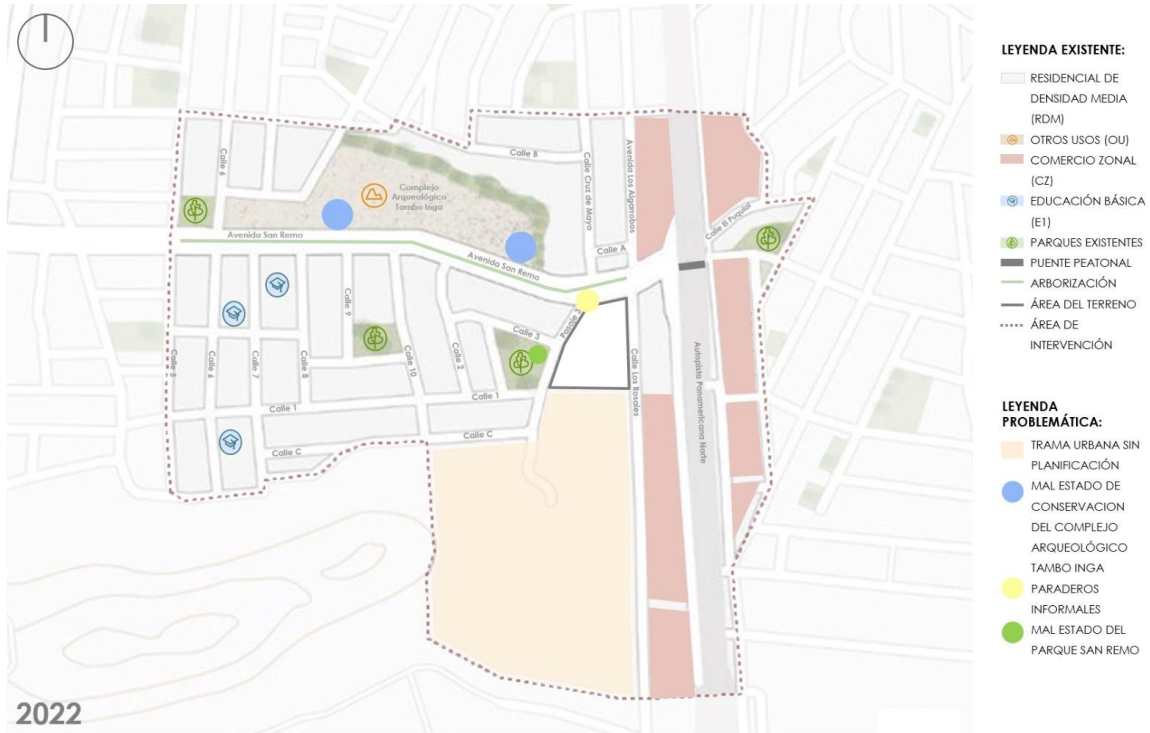 Calle 6
Calle B
Calle Cruz de Mayo
Avenida Los Algarrobos
Complejo
Arqueológico
Tambo Inga
Calle El Puquial
Avenida San Remo
Avenida San Remo
Calle A
Calle 9
Calle 3
Pasaje 3
Calle 5
Calle 6
Calle 7
Calle 8
Calle 10
Calle 2
Calle Los Rosales
Autopista Panamericana Norte
Calle 1
Calle 1
Calle C
Calle C
2022
LEYENDA EXISTENTE:
RESIDENCIAL DE
DENSIDAD MEDIA
(RDM)
OTROS USOS (OU)
COMERCIO ZONAL
(CZ)
EDUCACIÓN BÁSICA
(E1)
PARQUES EXISTENTES
PUENTE PEATONAL
ARBORIZACIÓN
ÁREA DEL TERRENO
ÁREA DE
INTERVENCIÓN
LEYENDA
PROBLEMÁTICA:
TRAMA URBANA SIN
PLANIFICACIÓN
MAL ESTADO DE
CONSERVACION
DEL COMPLEJO
ARQUEOLÓGICO
TAMBO INGA
PARADEROS
INFORMALES
MAL ESTADO DEL
PARQUE SAN REMO